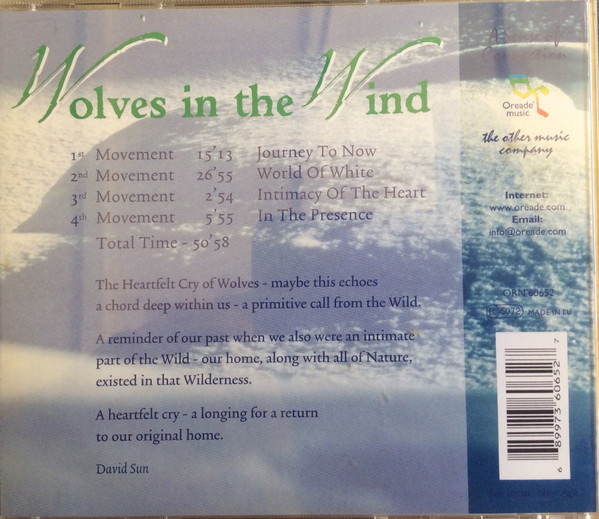 Wolves in the Wind
1st Movement 15'13 Journey To Now
2nd Movement 26'55 World Of White
3rd Movement 2'54 Intimacy Of The Heart
4th Movement 5'55 In The Presence
Total Time - 50'58
The Heartfelt Cry of Wolves - maybe this echoes
a chord deep within us - a primitive call from the Wild.
A reminder of our past when we also were an intimate
part of the Wild - our home, along with all of Nature,
existed in that Wilderness.
A heartfelt cry - a longing for a return
to our original home.
David Sun
Oreade
music
the other music
company
Internet:
www.oreade.com
Email:
info@oreade.com
ORN 60652
MADE IN EU
6 89973 60652 7